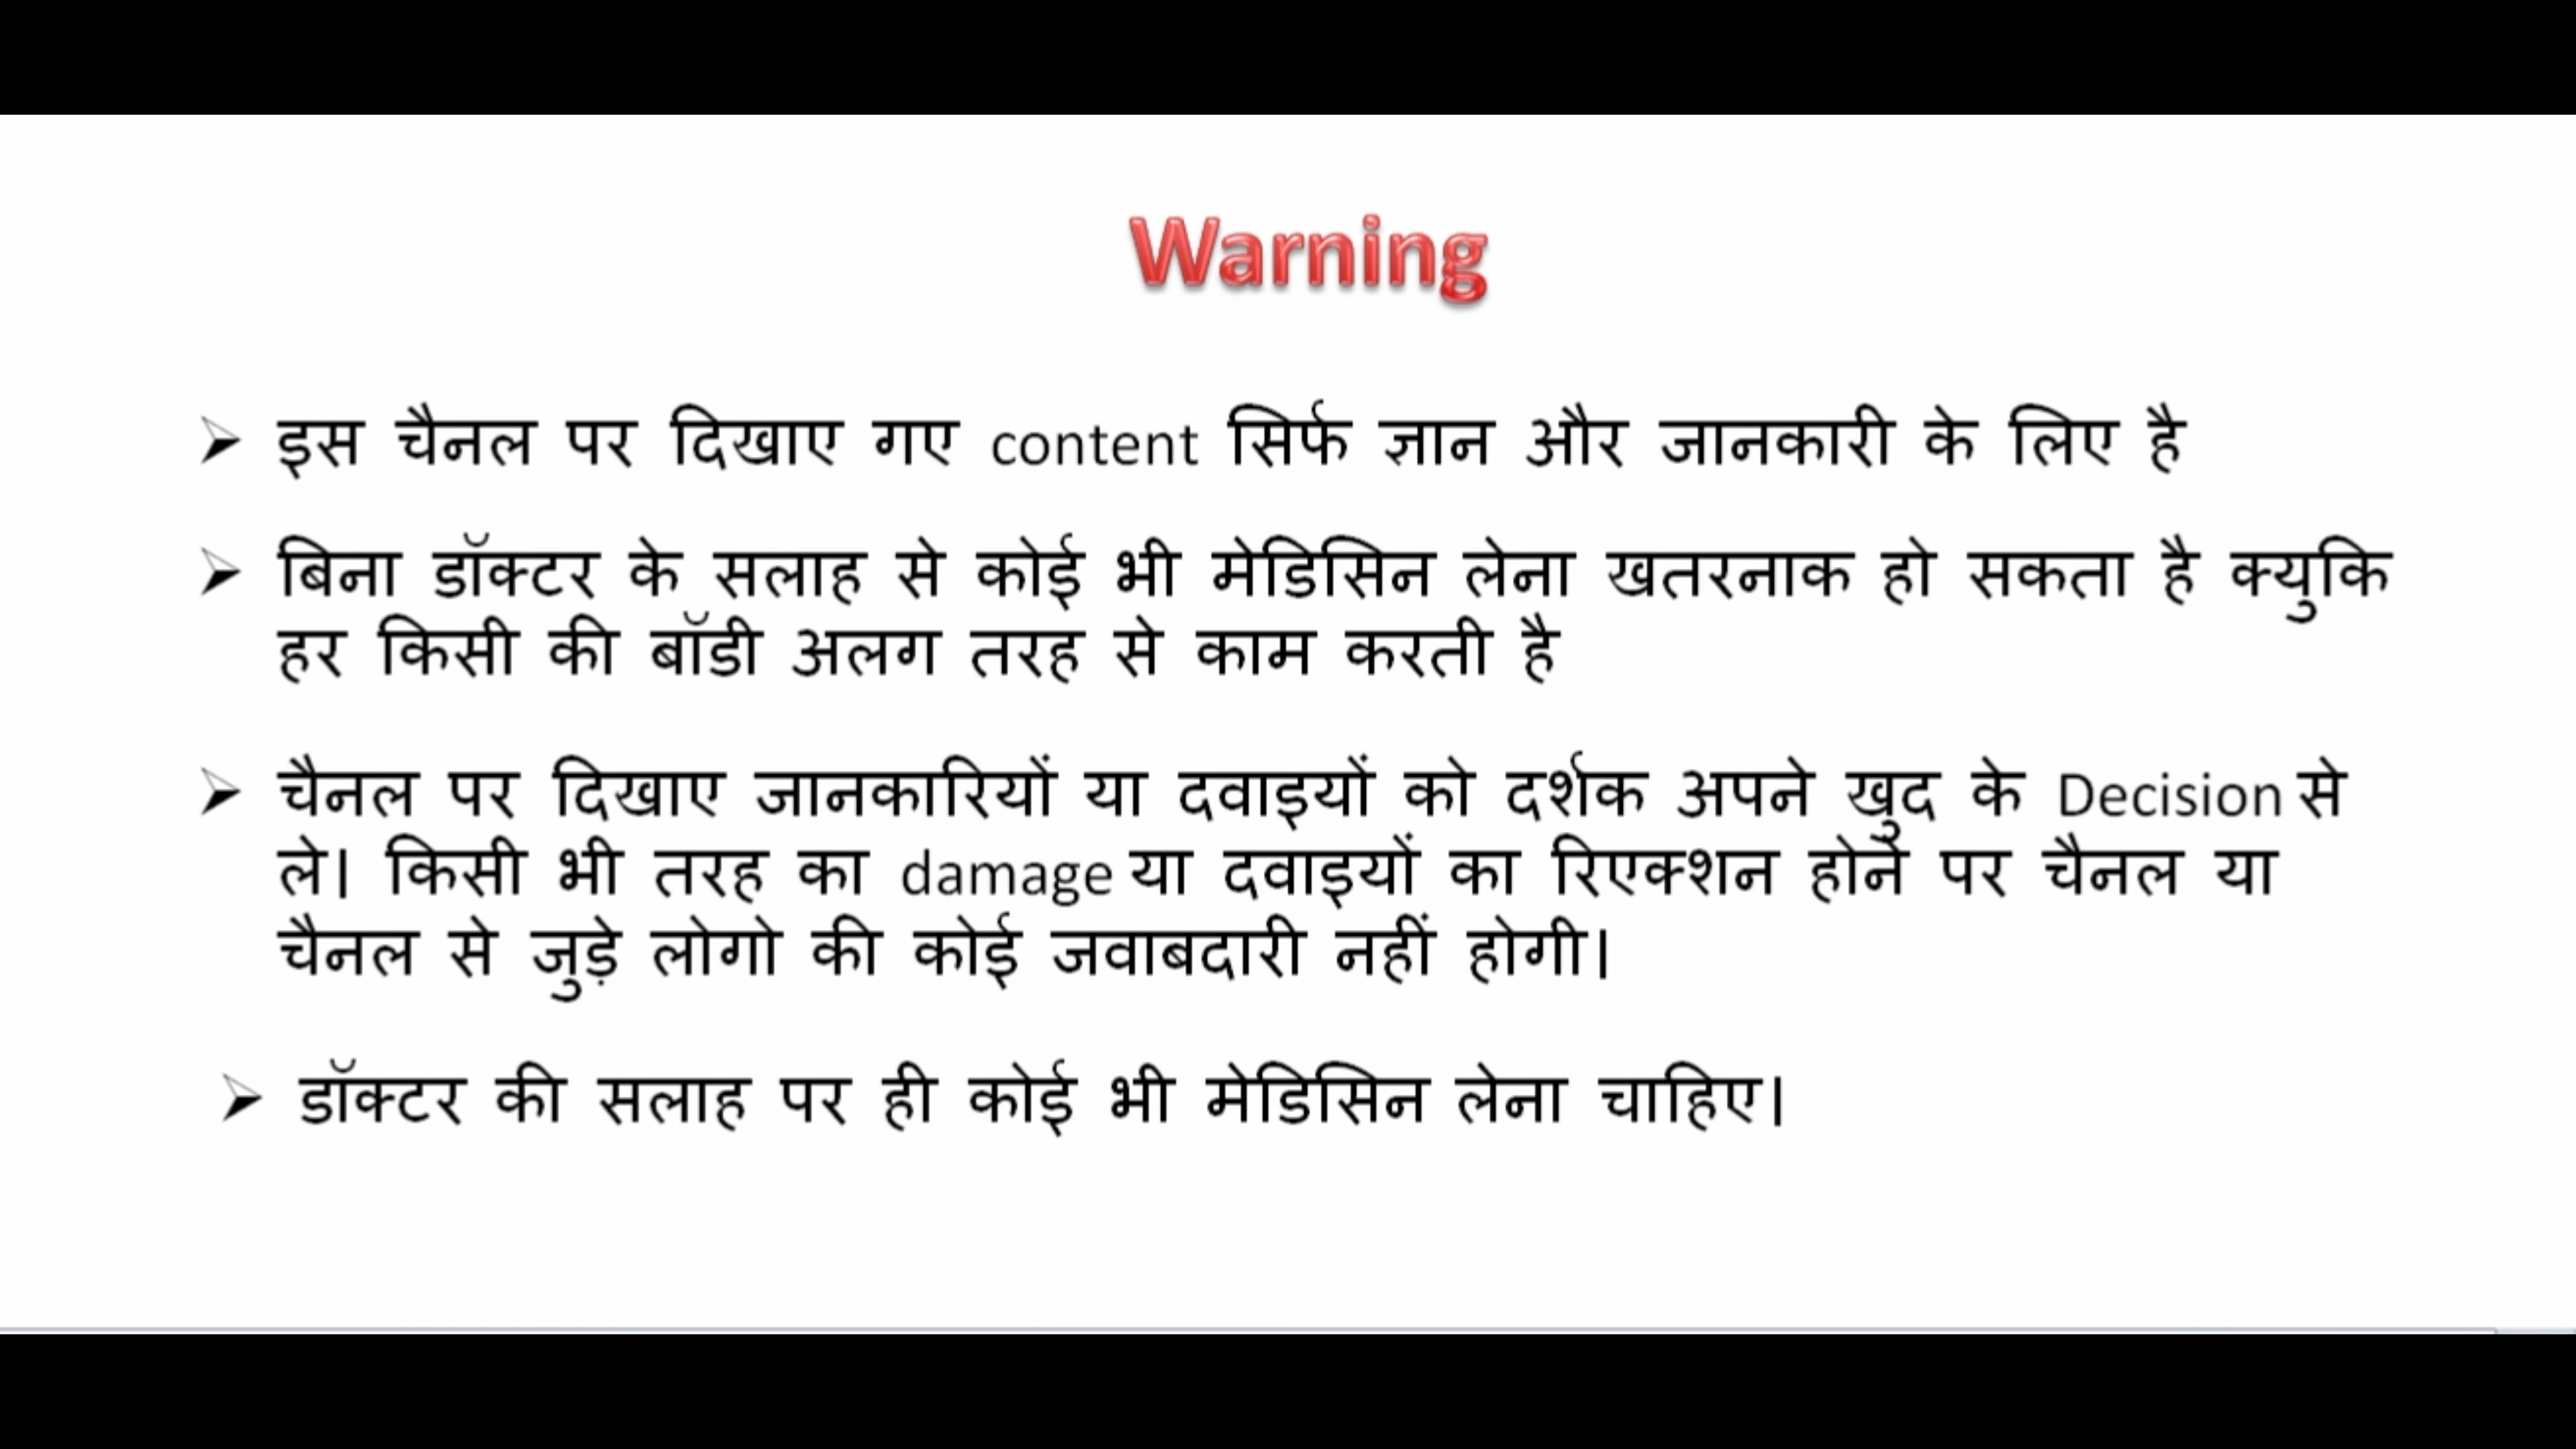 Warning
➢ इस चैनल पर दिखाए गए content सिर्फ ज्ञान और जानकारी के लिए है
➢ बिना डॉक्टर के सलाह से कोई भी मेडिसिन लेना खतरनाक हो सकता है क्युकि
हर किसी की बॉडी अलग तरह से काम करती है
➢ चैनल पर दिखाए जानकारियों या दवाइयों को दर्शक अपने खुद के Decision से
ले। किसी भी तरह का damage या दवाइयों का रिएक्शन होने पर चैनल या
चैनल से जुड़े लोगो की कोई जवाबदारी नहीं होगी।
➢ डॉक्टर की सलाह पर ही कोई भी मेडिसिन लेना चाहिए।